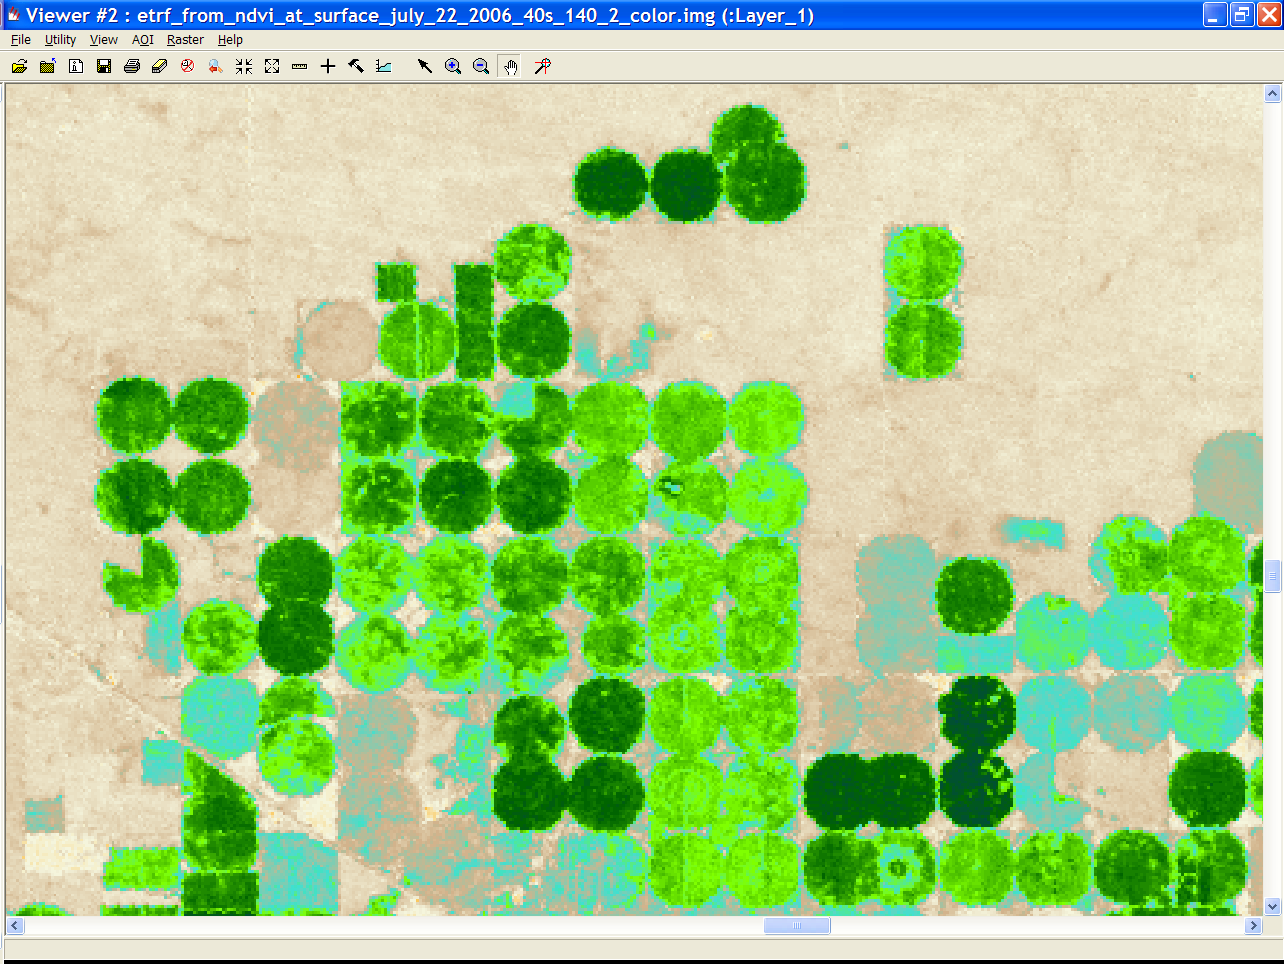 Viewer #2 : etrf_from_ndvi_at_surface_july_22_2006_40s_140_2_color.img (:Layer_1)
File Utility View AOI Raster Help